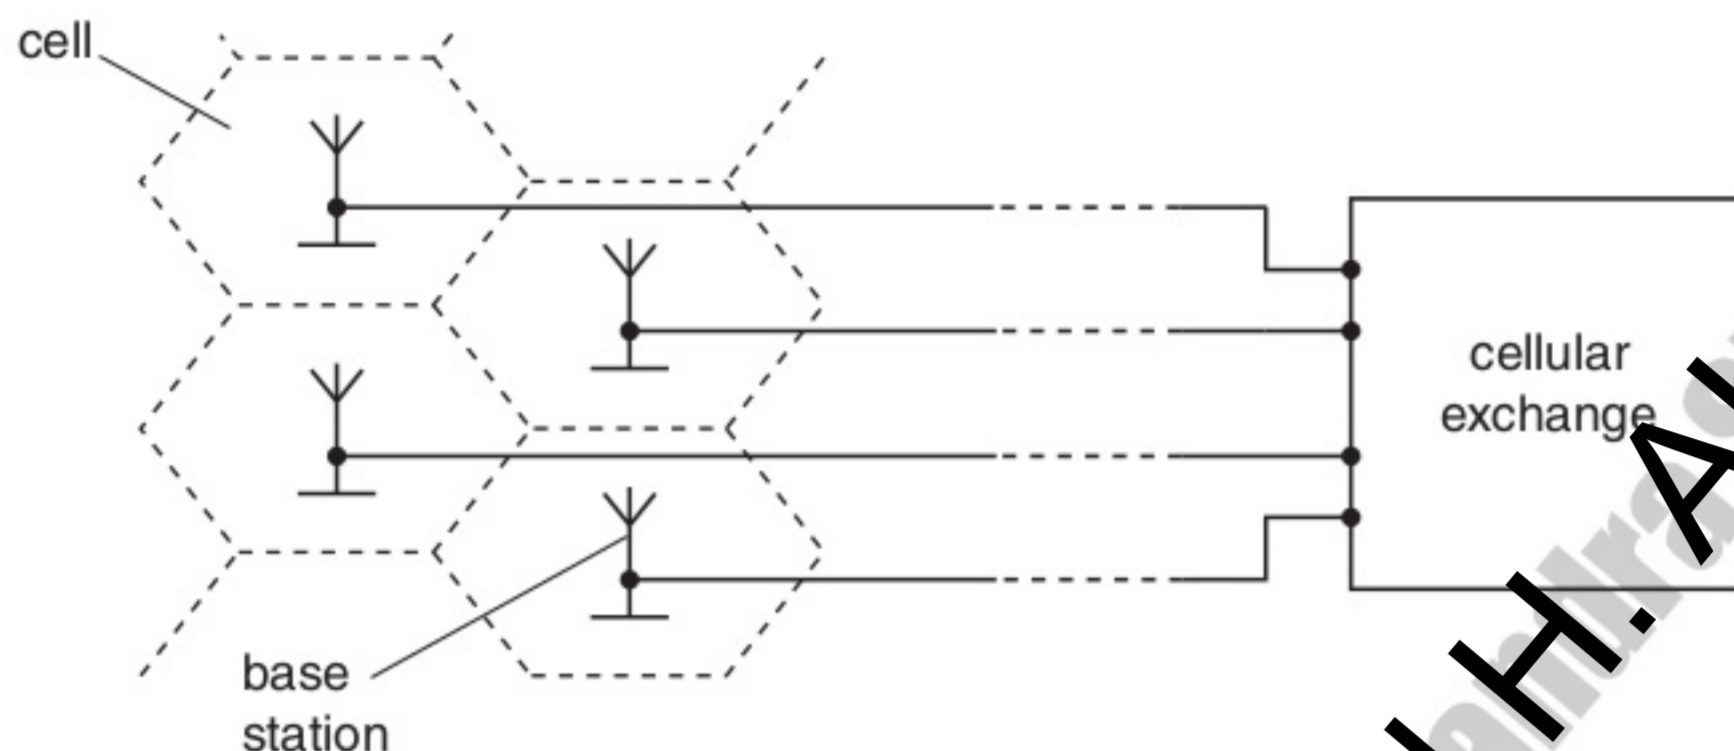 cell
cellular
exchange
base
station
H. A